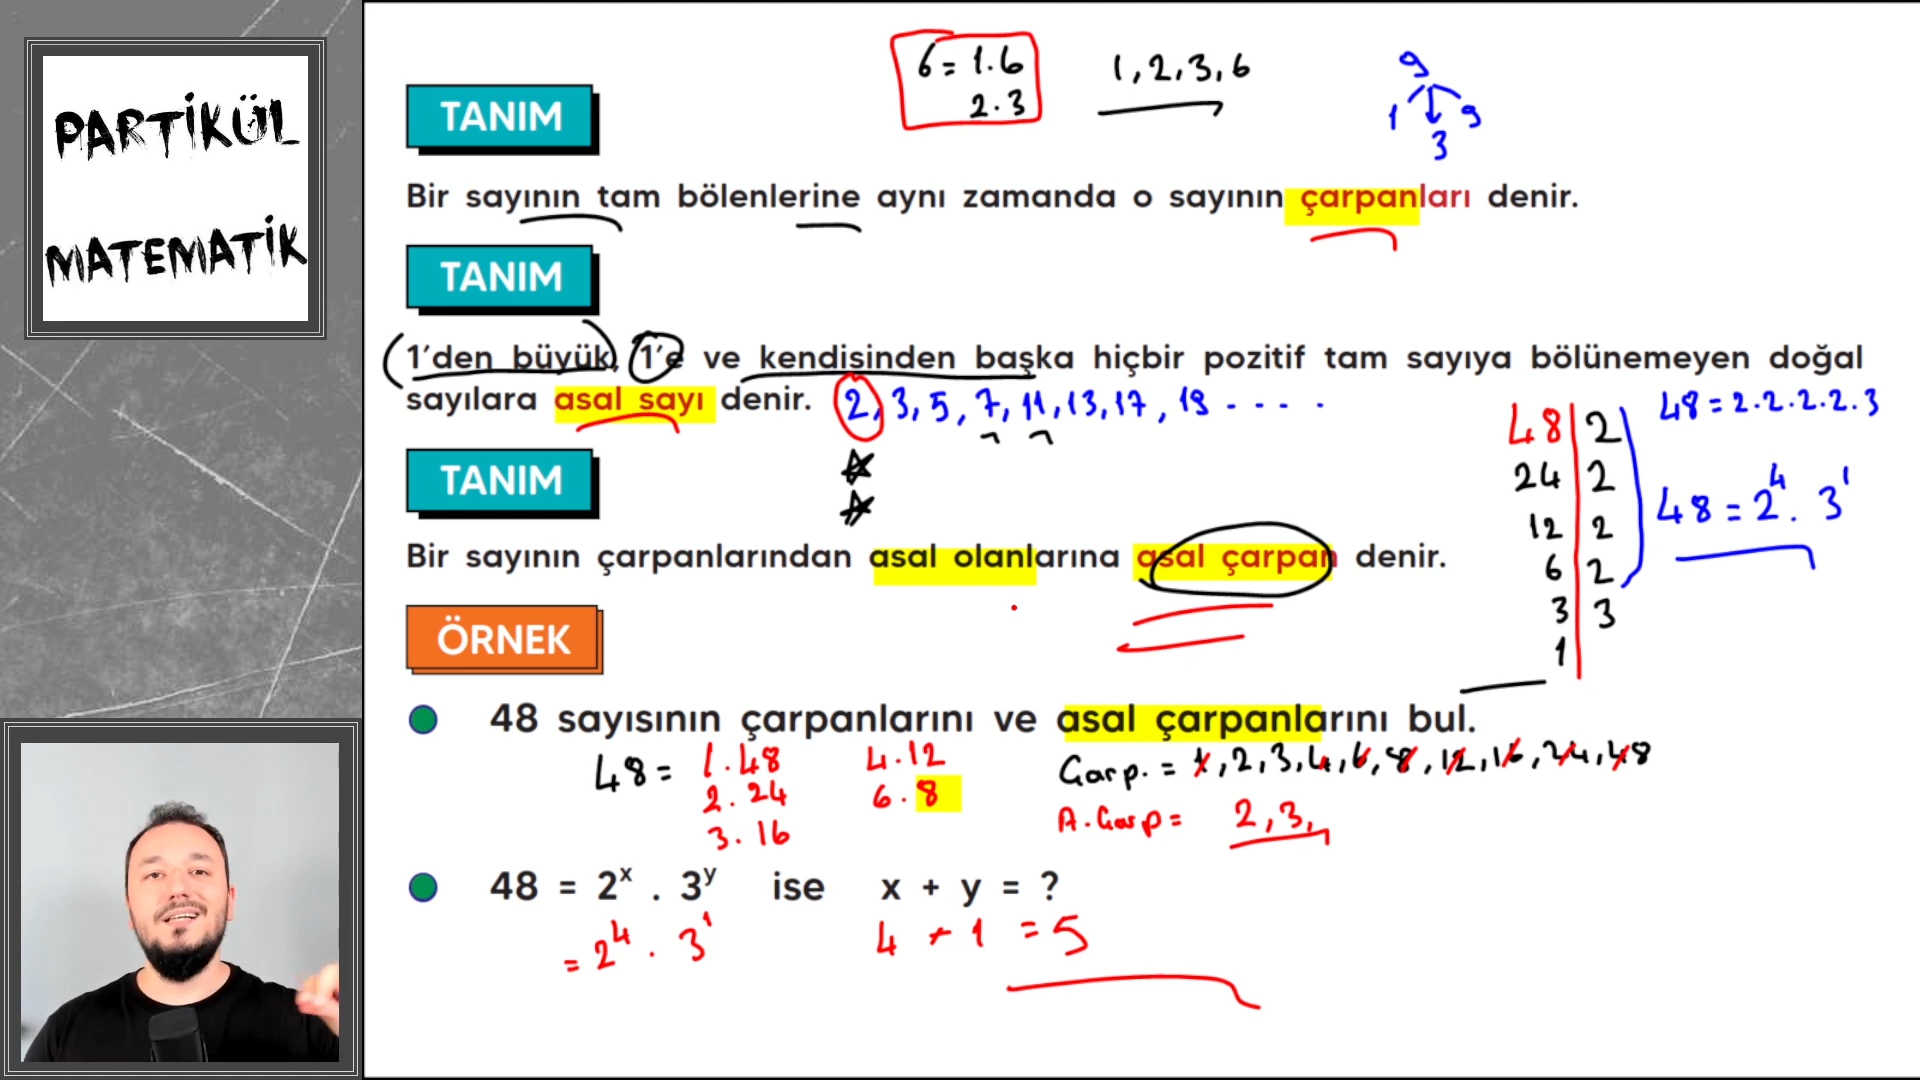 PARTİKÜL
MATEMATİK
6 = 1.6
2.3
1, 2, 3, 6
9
1 3 9
TANIM
Bir sayının tam bölenlerine aynı zamanda o sayının çarpanları denir.
TANIM
1'den büyük, 1'e ve kendisinden başka hiçbir pozitif tam sayıya bölünemeyen doğal
sayılara asal sayı denir. 2, 3, 5, 7, 11, 13, 17, 19 - - - -
48 2
24 2
12 2
6 2
3 3
1
48 = 2.2.2.2.3
48 = 2⁴ . 3¹
TANIM
Bir sayının çarpanlarından asal olanlarına asal çarpan denir.
ÖRNEK
48 sayısının çarpanlarını ve asal çarpanlarını bul.
48 = 1.48
2.24
3.16
4.12
6.8
Çarp. = 1, 2, 3, 4, 6, 8, 12, 16, 24, 48
A. Çarp = 2, 3,
48 = 2ˣ . 3ʸ ise x + y = ?
= 2⁴ . 3¹ 4 + 1 = 5